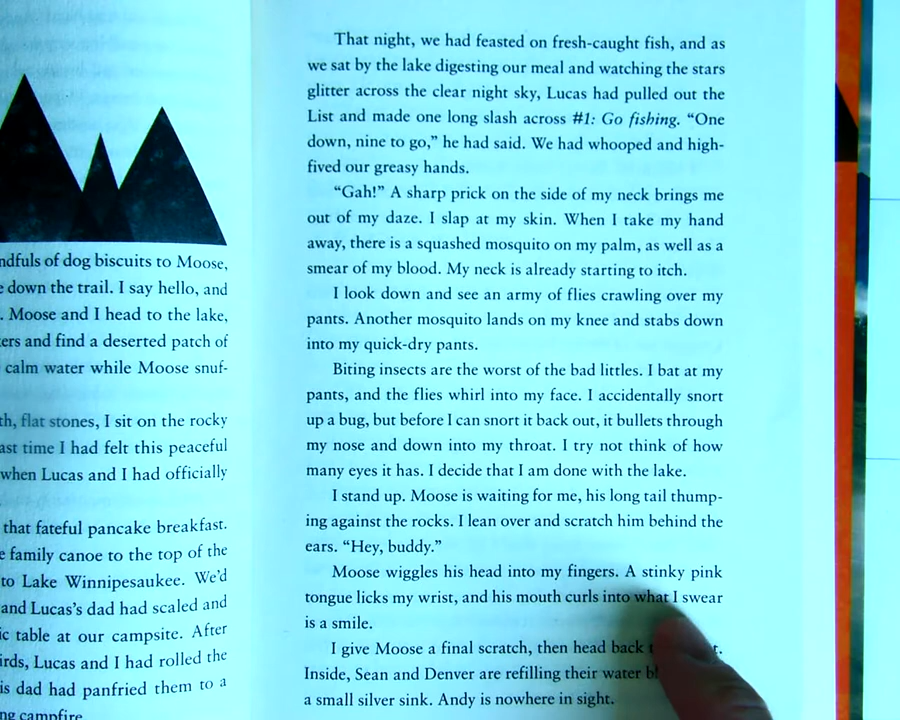 ndfuls of dog biscuits to Moose,
e down the trail. I say hello, and
. Moose and I head to the lake,
ers and find a deserted patch of
calm water while Moose snuf-
th, flat stones, I sit on the rocky
ast time I had felt this peaceful
when Lucas and I had officially
that fateful pancake breakfast.
e family canoe to the top of the
to Lake Winnipesaukee. We'd
and Lucas's dad had scaled and
ic table at our campsite. After
irds, Lucas and I had rolled the
is dad had panfried them to a
ng campfire.
That night, we had feasted on fresh-caught fish, and as
we sat by the lake digesting our meal and watching the stars
glitter across the clear night sky, Lucas had pulled out the
List and made one long slash across #1: Go fishing. “One
down, nine to go,” he had said. We had whooped and high-
fived our greasy hands.
“Gah!” A sharp prick on the side of my neck brings me
out of my daze. I slap at my skin. When I take my hand
away, there is a squashed mosquito on my palm, as well as a
smear of my blood. My neck is already starting to itch.
I look down and see an army of flies crawling over my
pants. Another mosquito lands on my knee and stabs down
into my quick-dry pants.
Biting insects are the worst of the bad littles. I bat at my
pants, and the flies whirl into my face. I accidentally snort
up a bug, but before I can snort it back out, it bullets through
my nose and down into my throat. I try not think of how
many eyes it has. I decide that I am done with the lake.
I stand up. Moose is waiting for me, his long tail thump-
ing against the rocks. I lean over and scratch him behind the
ears. “Hey, buddy.”
Moose wiggles his head into my fingers. A stinky pink
tongue licks my wrist, and his mouth curls into what I swear
is a smile.
I give Moose a final scratch, then head back
Inside, Sean and Denver are refilling their water
a small silver sink. Andy is nowhere in sight.